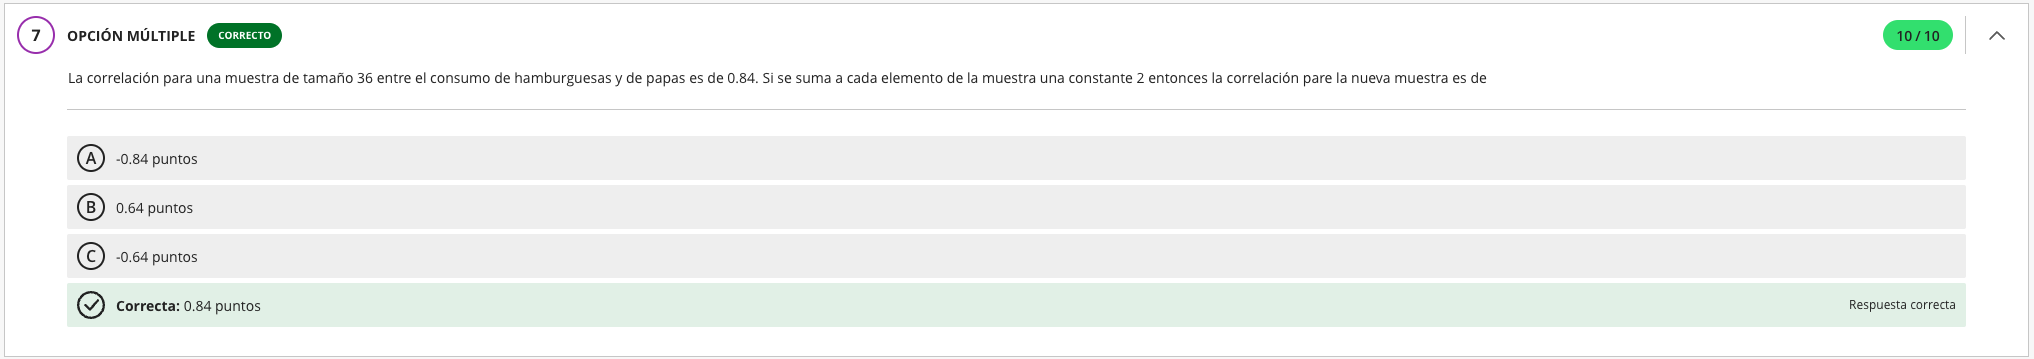 7 OPCIÓN MÚLTIPLE CORRECTO 10 / 10
La correlación para una muestra de tamaño 36 entre el consumo de hamburguesas y de papas es de 0.84. Si se suma a cada elemento de la muestra una constante 2 entonces la correlación pare la nueva muestra es de
A -0.84 puntos
B 0.64 puntos
C -0.64 puntos
Correcta: 0.84 puntos Respuesta correcta